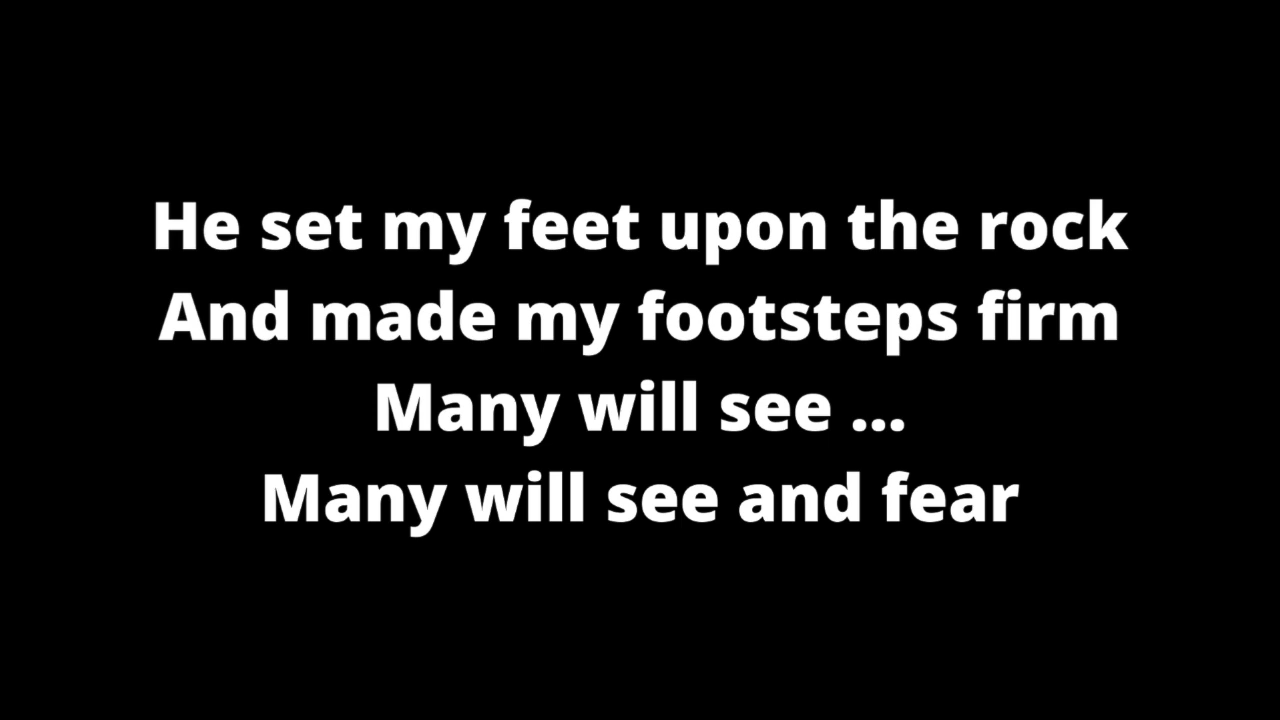 He set my feet upon the rock
And made my footsteps firm
Many will see ...
Many will see and fear